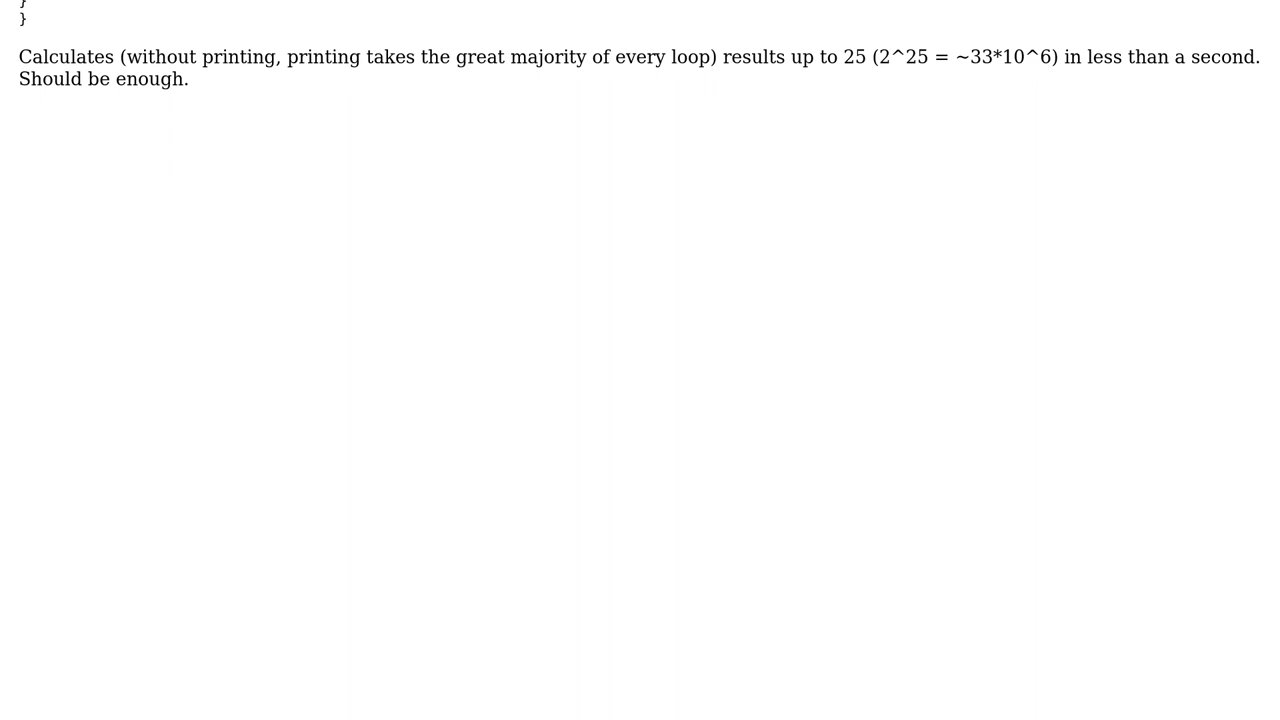 }
}
Calculates (without printing, printing takes the great majority of every loop) results up to 25 (2^25 = ~33*10^6) in less than a second.
Should be enough.